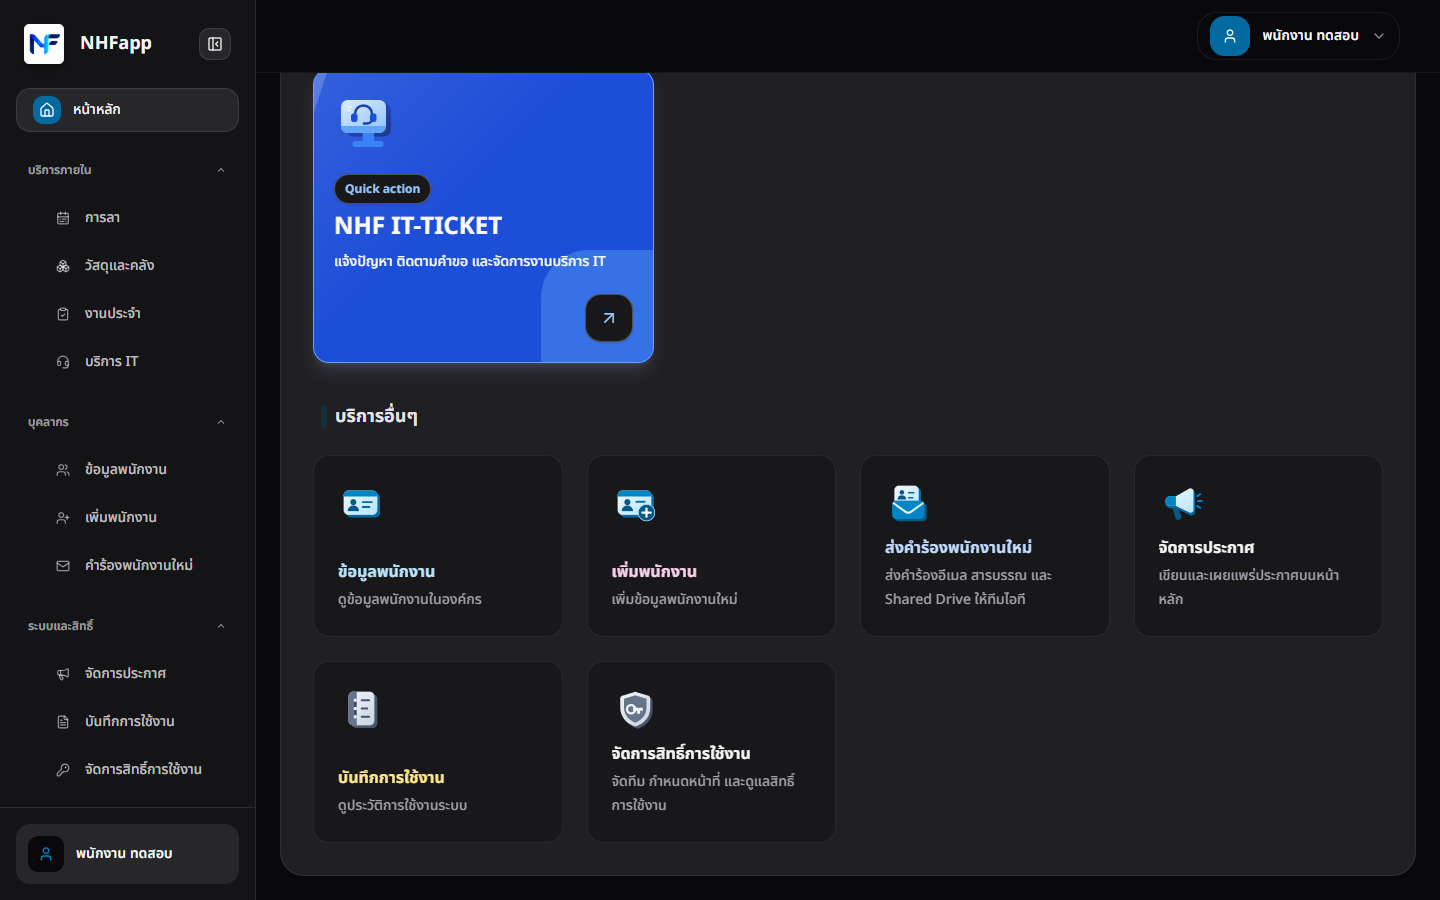 NHFapp
หน้าหลัก
บริการภายใน
การลา
วัสดุและคลัง
งานประจำ
บริการ IT
บุคลากร
ข้อมูลพนักงาน
เพิ่มพนักงาน
คำร้องพนักงานใหม่
ระบบและสิทธิ์
จัดการประกาศ
บันทึกการใช้งาน
จัดการสิทธิ์การใช้งาน
พนักงาน ทดสอบ
พนักงาน ทดสอบ
Quick action
NHF IT-TICKET
แจ้งปัญหา ติดตามคำขอ และจัดการงานบริการ IT
บริการอื่นๆ
ข้อมูลพนักงาน
ดูข้อมูลพนักงานในองค์กร
เพิ่มพนักงาน
เพิ่มข้อมูลพนักงานใหม่
ส่งคำร้องพนักงานใหม่
ส่งคำร้องอีเมล สารบรรณ และ
Shared Drive ให้ทีมไอที
จัดการประกาศ
เขียนและเผยแพร่ประกาศบนหน้า
หลัก
บันทึกการใช้งาน
ดูประวัติการใช้งานระบบ
จัดการสิทธิ์การใช้งาน
จัดทีม กำหนดหน้าที่ และดูแลสิทธิ์
การใช้งาน